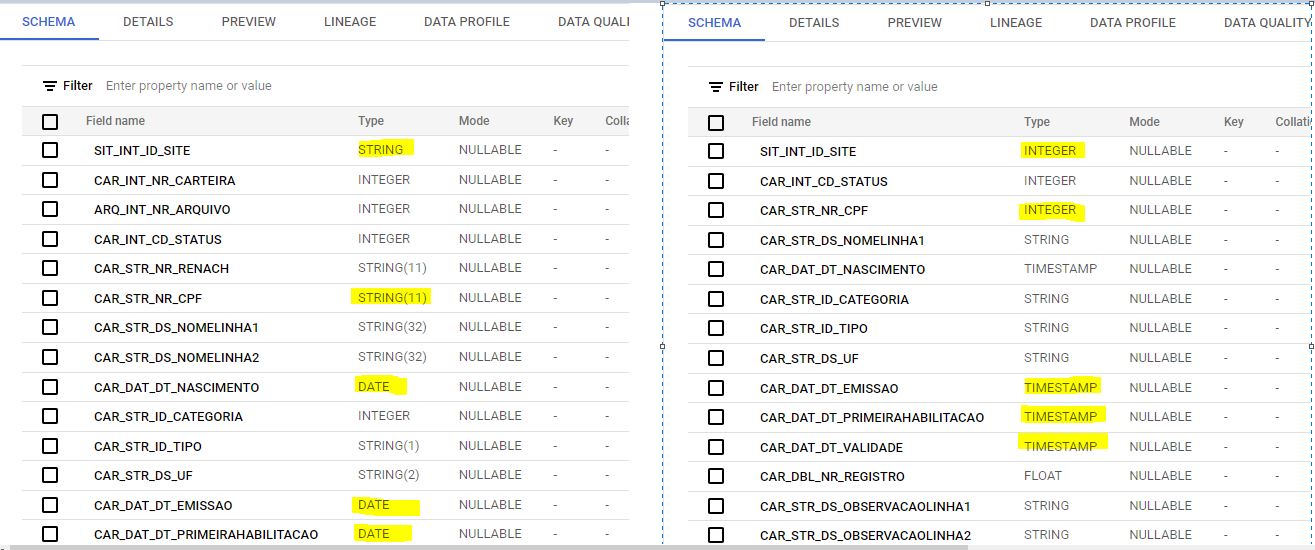 SCHEMA DETAILS PREVIEW LINEAGE DATA PROFILE DATA QUALI
Filter Enter property name or value
Field name Type Mode Key Colla
SIT_INT_ID_SITE STRING NULLABLE - -
CAR_INT_NR_CARTEIRA INTEGER NULLABLE - -
ARQ_INT_NR_ARQUIVO INTEGER NULLABLE - -
CAR_INT_CD_STATUS INTEGER NULLABLE - -
CAR_STR_NR_RENACH STRING(11) NULLABLE - -
CAR_STR_NR_CPF STRING(11) NULLABLE - -
CAR_STR_DS_NOMELINHA1 STRING(32) NULLABLE - -
CAR_STR_DS_NOMELINHA2 STRING(32) NULLABLE - -
CAR_DAT_DT_NASCIMENTO DATE NULLABLE - -
CAR_STR_ID_CATEGORIA INTEGER NULLABLE - -
CAR_STR_ID_TIPO STRING(1) NULLABLE - -
CAR_STR_DS_UF STRING(2) NULLABLE - -
CAR_DAT_DT_EMISSAO DATE NULLABLE - -
CAR_DAT_DT_PRIMEIRAHABILITACAO DATE NULLABLE - -
SCHEMA DETAILS PREVIEW LINEAGE DATA PROFILE DATA QUALITY
Filter Enter property name or value
Field name Type Mode Key Collati
SIT_INT_ID_SITE INTEGER NULLABLE - -
CAR_INT_CD_STATUS INTEGER NULLABLE - -
CAR_STR_NR_CPF INTEGER NULLABLE - -
CAR_STR_DS_NOMELINHA1 STRING NULLABLE - -
CAR_DAT_DT_NASCIMENTO TIMESTAMP NULLABLE - -
CAR_STR_ID_CATEGORIA STRING NULLABLE - -
CAR_STR_ID_TIPO STRING NULLABLE - -
CAR_STR_DS_UF STRING NULLABLE - -
CAR_DAT_DT_EMISSAO TIMESTAMP NULLABLE - -
CAR_DAT_DT_PRIMEIRAHABILITACAO TIMESTAMP NULLABLE - -
CAR_DAT_DT_VALIDADE TIMESTAMP NULLABLE - -
CAR_DBL_NR_REGISTRO FLOAT NULLABLE - -
CAR_STR_DS_OBSERVACAOLINHA1 STRING NULLABLE - -
CAR_STR_DS_OBSERVACAOLINHA2 STRING NULLABLE - -